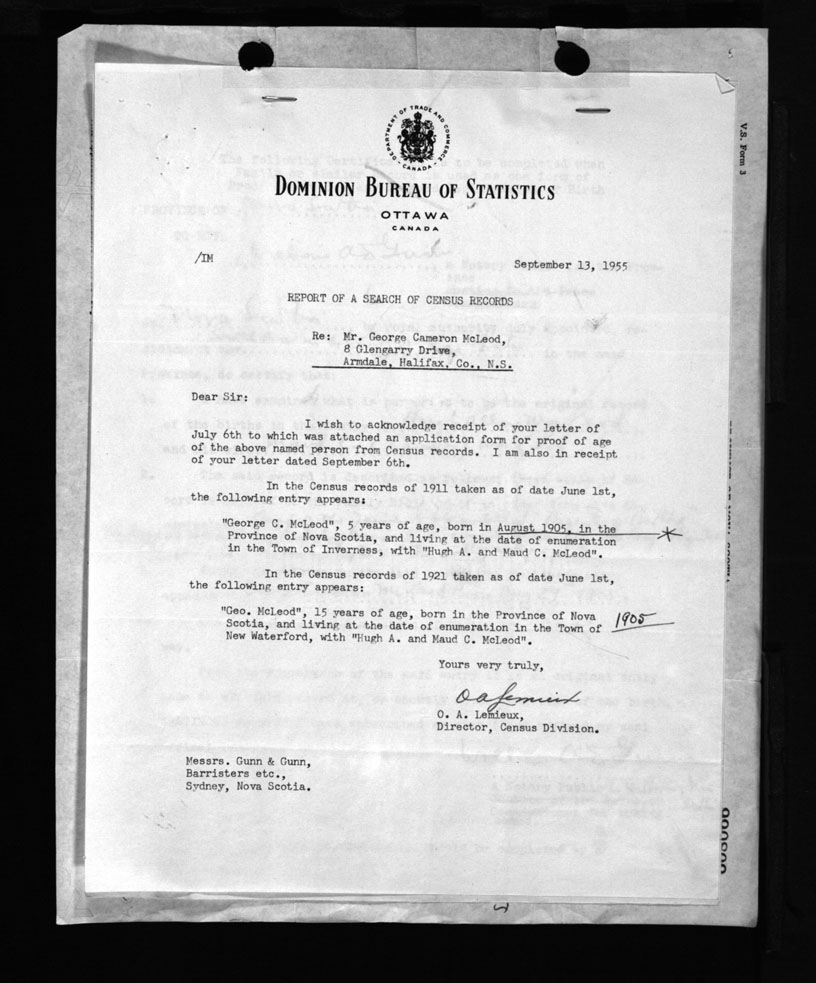 DEPARTMENT OF TRADE AND COMMERCE
CANADA
DOMINION BUREAU OF STATISTICS
OTTAWA
CANADA
/IM
September 13, 1955
REPORT OF A SEARCH OF CENSUS RECORDS
Re: Mr. George Cameron McLeod,
8 Glengarry Drive,
Armdale, Halifax, Co., N.S.
Dear Sir:
I wish to acknowledge receipt of your letter of
July 6th to which was attached an application form for proof of age
of the above named person from Census records. I am also in receipt
of your letter dated September 6th.
In the Census records of 1911 taken as of date June 1st,
the following entry appears:
"George C. McLeod", 5 years of age, born in August 1905, in the
Province of Nova Scotia, and living at the date of enumeration
in the Town of Inverness, with "Hugh A. and Maud C. McLeod".
In the Census records of 1921 taken as of date June 1st,
the following entry appears:
"Geo. McLeod", 15 years of age, born in the Province of Nova
Scotia, and living at the date of enumeration in the Town of
New Waterford, with "Hugh A. and Maud C. McLeod".
1905
Yours very truly,
O A Lemieux
O. A. Lemieux,
Director, Census Division.
Messrs. Gunn & Gunn,
Barristers etc.,
Sydney, Nova Scotia.
V.S. Form 3